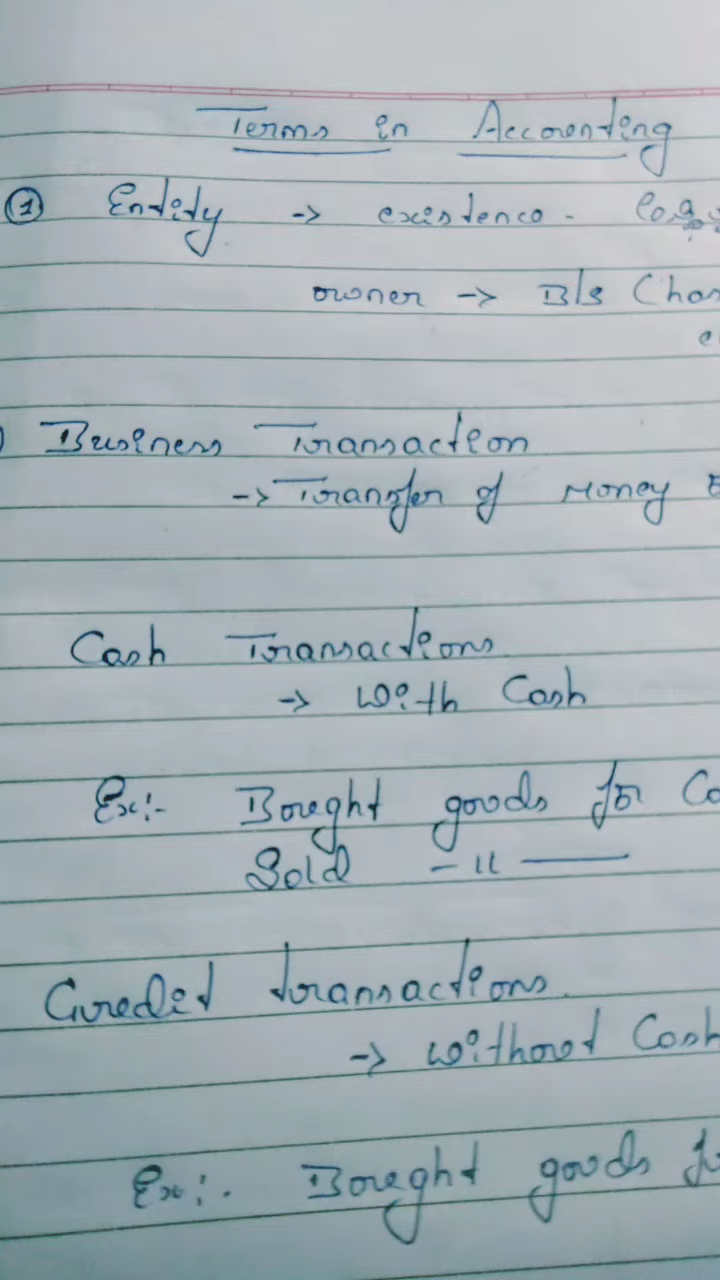 Terms in Accounting
① Entity -> existence.
owner -> B/s
) Business Transaction
-> Transfer of Money
Cash Transactions
-> With Cash
Ex:- Bought goods for
Sold -"-
Credit transactions.
-> without Cash
Ex:- Bought goods